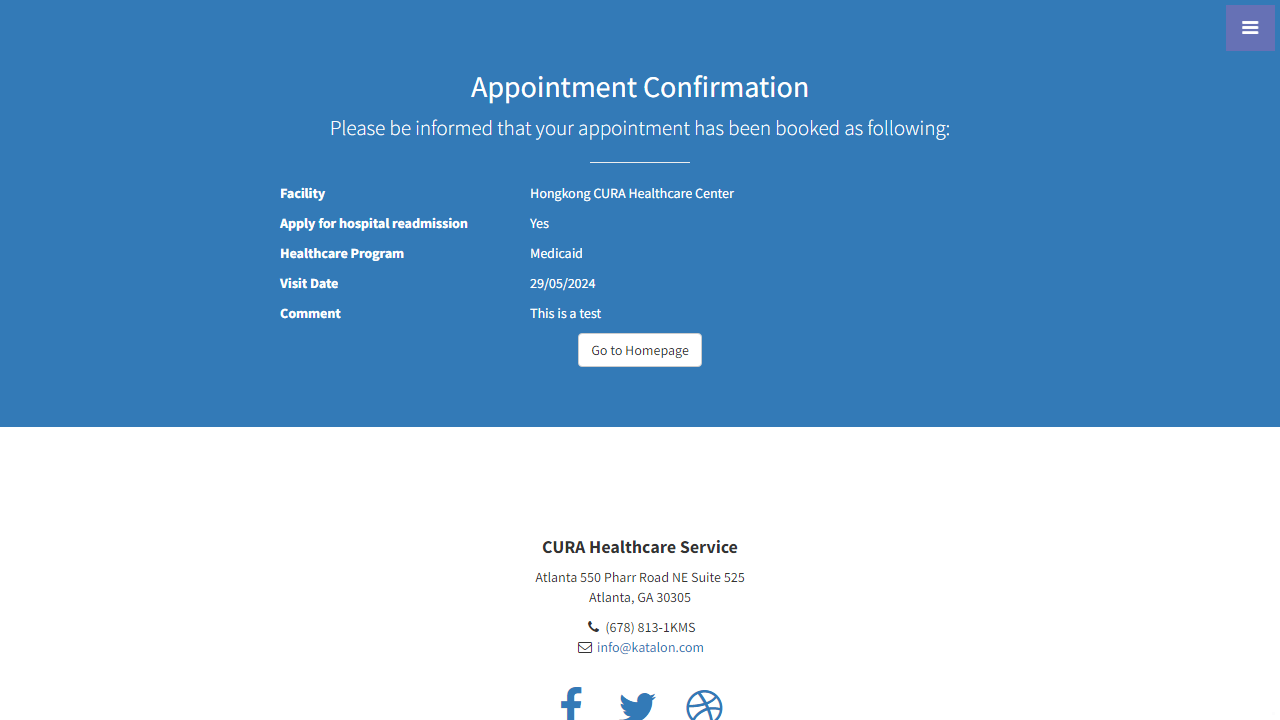 Appointment Confirmation
Please be informed that your appointment has been booked as following:
Facility Hongkong CURA Healthcare Center
Apply for hospital readmission Yes
Healthcare Program Medicaid
Visit Date 29/05/2024
Comment This is a test
Go to Homepage
CURA Healthcare Service
Atlanta 550 Pharr Road NE Suite 525
Atlanta, GA 30305
(678) 813-1KMS
info@katalon.com